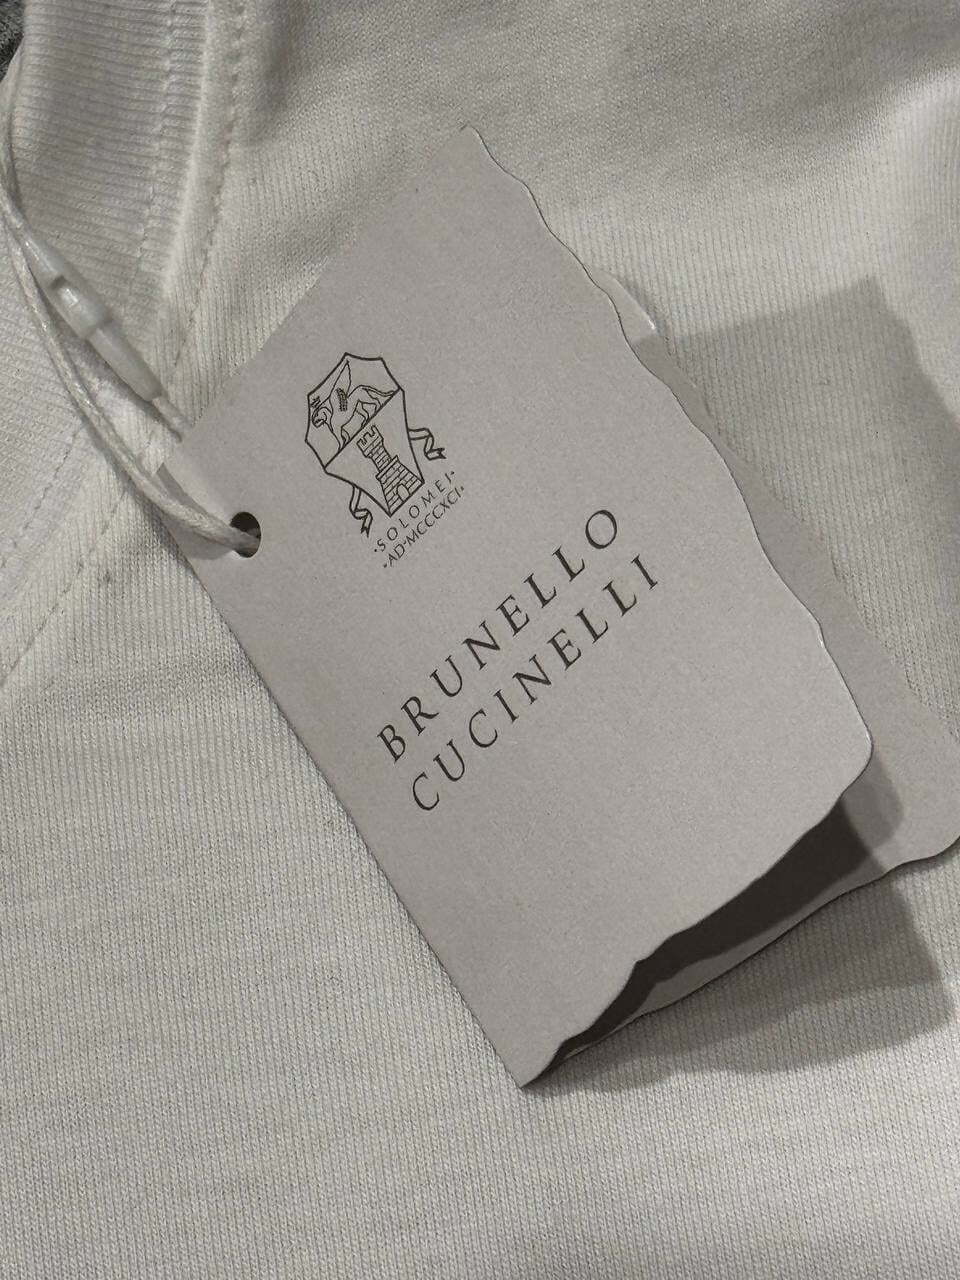 ·SOLOMEI·
·AD·MCCCXCI·
BRUNELLO
CUCINELLI